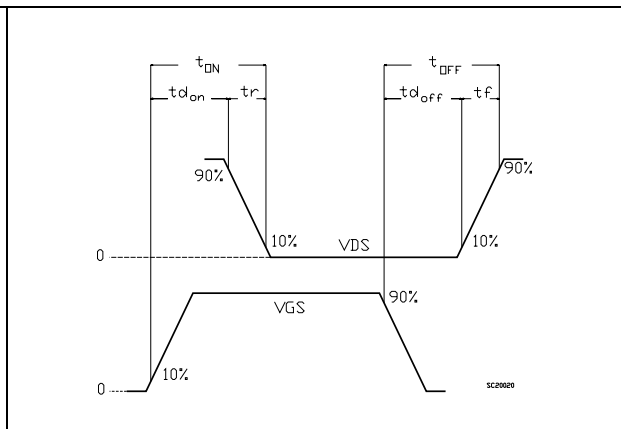 tON tOFF
tdon tr tdoff tf
90% 90%
10% VDS 10%
0
VGS 90%
10%
0 SC20020